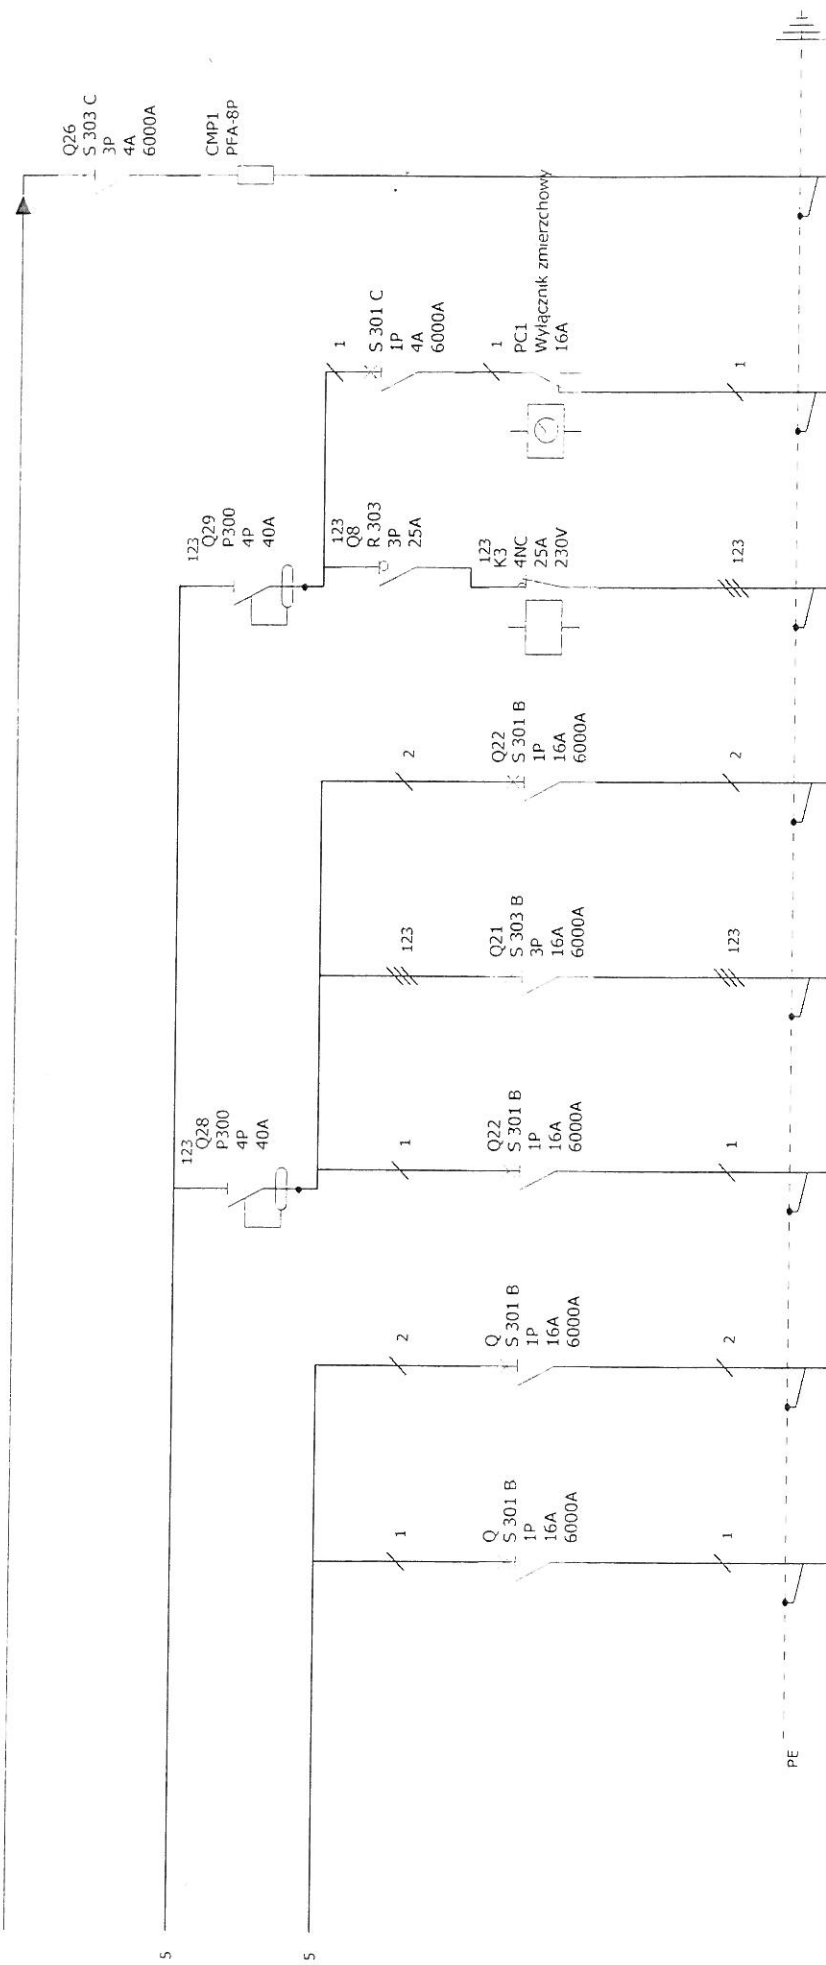 Q26
S 303 C
3P
4A
6000A
CMP1
PFA-8P
123
Q29
P300
4P
40A
1
S 301 C
1P
4A
6000A
1
PC1
Wyłącznik zmierzchowy
16A
1
123
Q8
R 303
3P
25A
123
K3
4NC
25A
230V
123
2
Q22
S 301 B
1P
16A
6000A
2
123
Q21
S 303 B
3P
16A
6000A
123
123
Q28
P300
4P
40A
1
Q22
S 301 B
1P
16A
6000A
1
2
Q
S 301 B
1P
16A
6000A
2
1
Q
S 301 B
1P
16A
6000A
1
5
5
PE